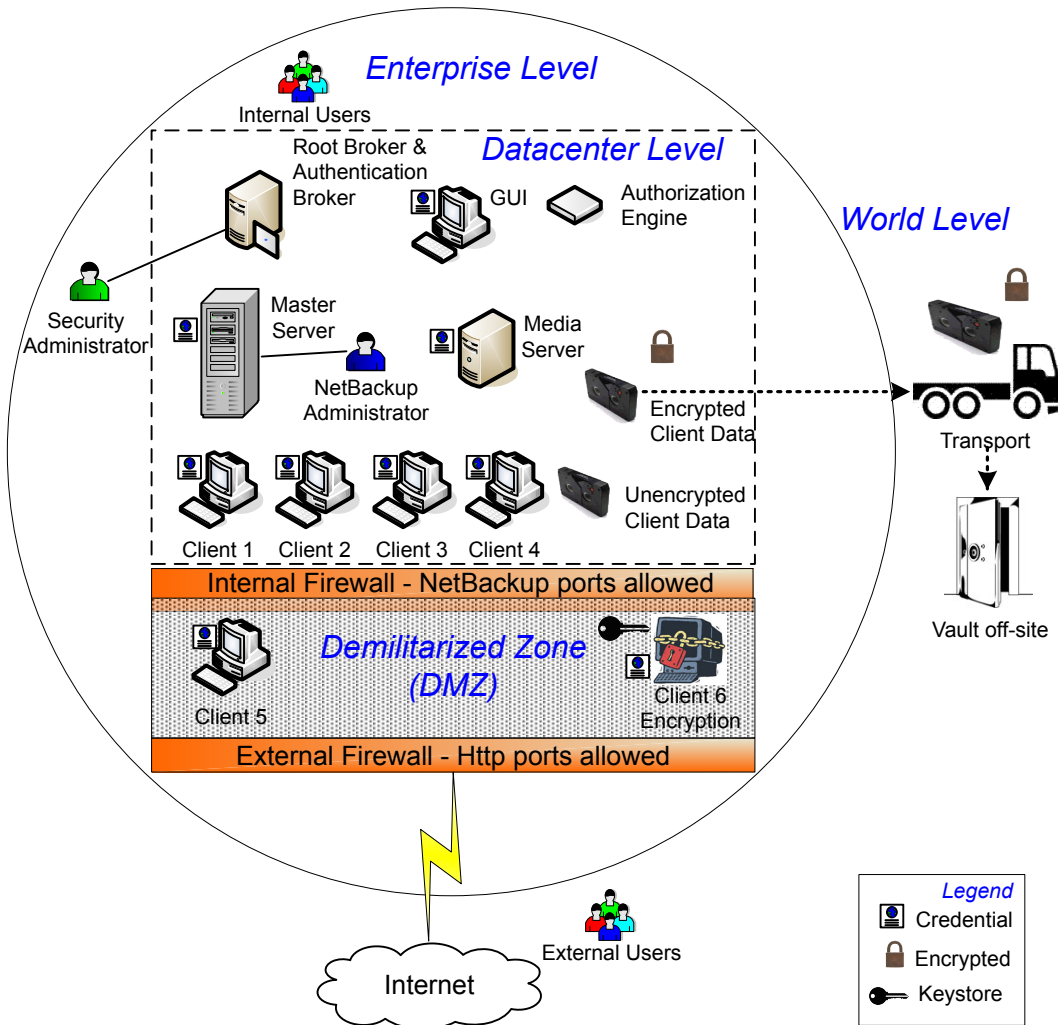 Enterprise Level
Internal Users
Datacenter Level
Root Broker &
Authentication
Broker
GUI
Authorization
Engine
World Level
Security
Administrator
Master
Server
NetBackup
Administrator
Media
Server
Encrypted
Client Data
Transport
Unencrypted
Client Data
Client 1
Client 2
Client 3
Client 4
Vault off-site
Internal Firewall - NetBackup ports allowed
Demilitarized Zone
(DMZ)
Client 5
Client 6
Encryption
External Firewall - Http ports allowed
Internet
External Users
Legend
Credential
Encrypted
Keystore